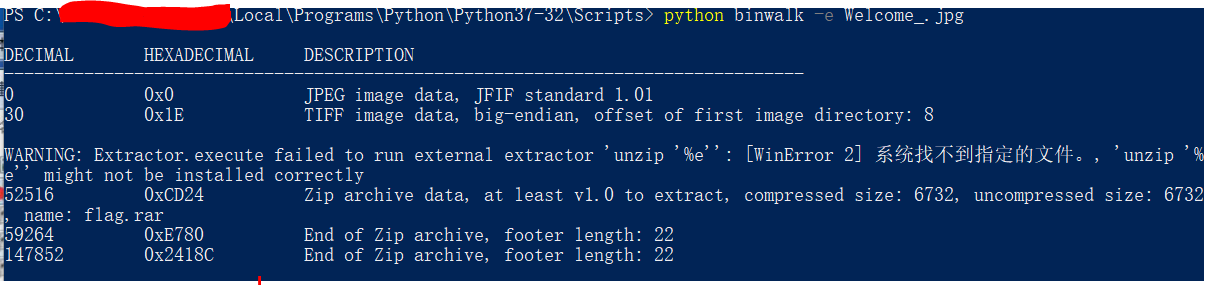 PS C:\ \Local\Programs\Python\Python37-32\Scripts> python binwalk -e Welcome_.jpg
DECIMAL HEXADECIMAL DESCRIPTION
--------------------------------------------------------------------------------
0 0x0 JPEG image data, JFIF standard 1.01
30 0x1E TIFF image data, big-endian, offset of first image directory: 8
WARNING: Extractor.execute failed to run external extractor 'unzip '%e'': [WinError 2] 系统找不到指定的文件。, 'unzip '%
e'' might not be installed correctly
52516 0xCD24 Zip archive data, at least v1.0 to extract, compressed size: 6732, uncompressed size: 6732
, name: flag.rar
59264 0xE780 End of Zip archive, footer length: 22
147852 0x2418C End of Zip archive, footer length: 22